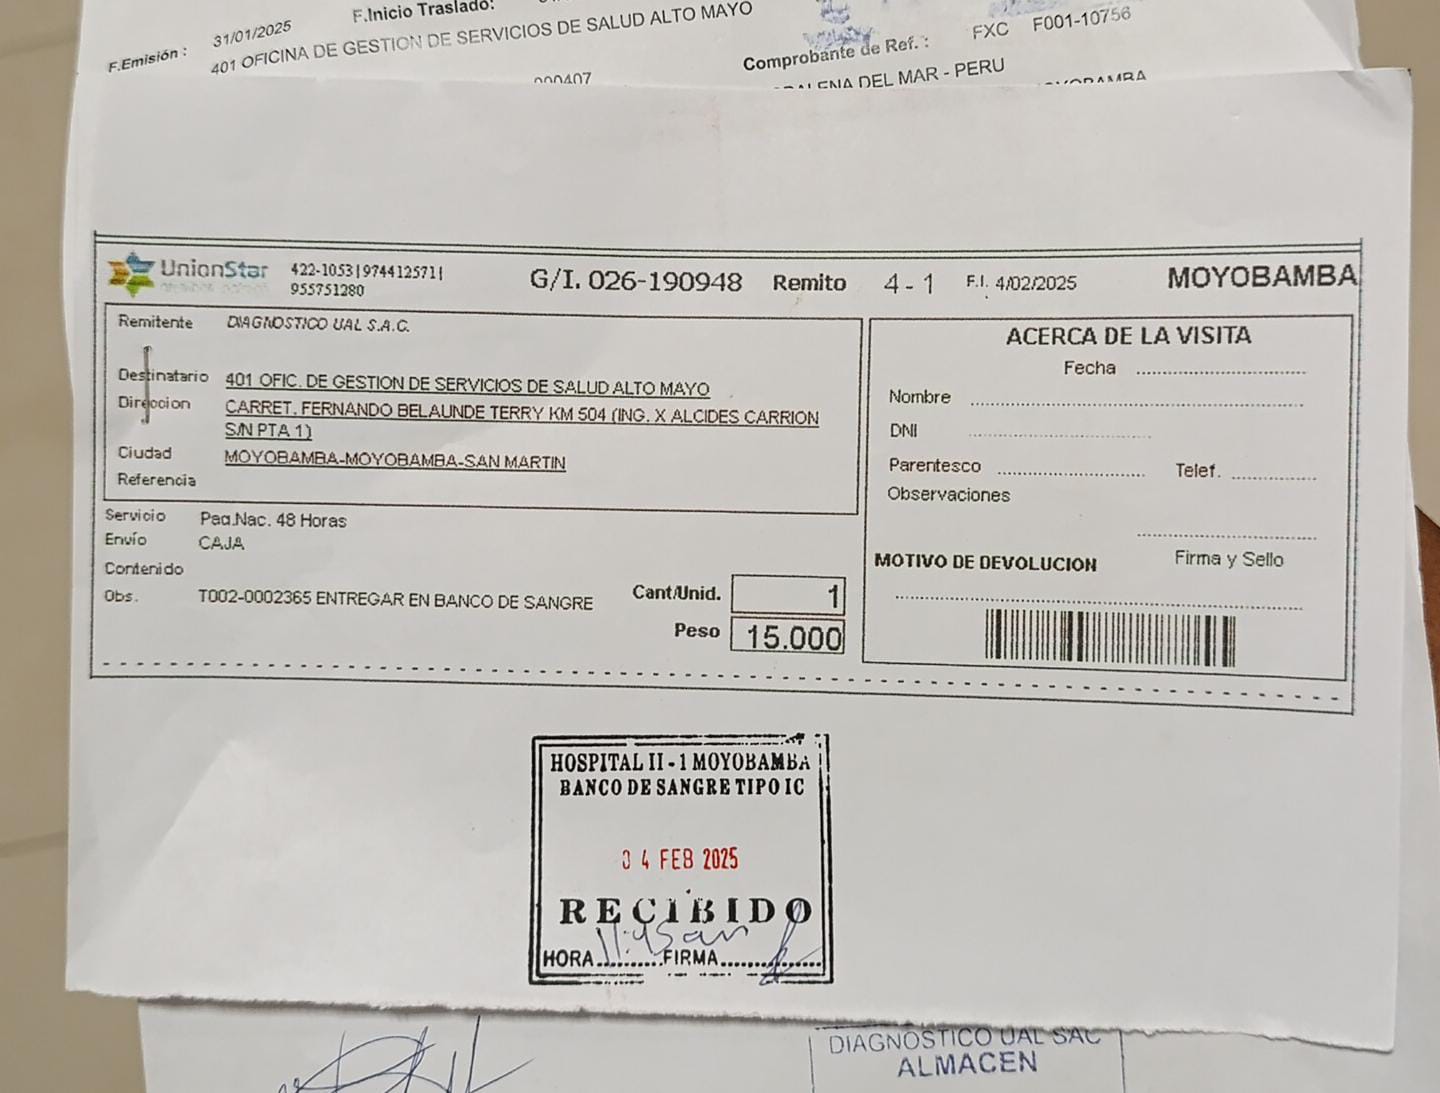 F.Emisión : 31/01/2025 F.Inicio Traslado:
401 OFICINA DE GESTION DE SERVICIOS DE SALUD ALTO MAYO
Comprobante de Ref. : FXC F001-10756
000407
DEL MAR - PERU
MOYOBAMBA
UnionStar
422-1053|974412571|
955751280
G/I. 026-190948 Remito 4 - 1 F.I. 4/02/2025 MOYOBAMBA
Remitente DIAGNOSTICO UAL S.A.C.
Destinatario 401 OFIC. DE GESTION DE SERVICIOS DE SALUD ALTO MAYO
Direccion CARRET. FERNANDO BELAUNDE TERRY KM 504 (ING. X ALCIDES CARRION
S/N PTA 1)
Ciudad MOYOBAMBA-MOYOBAMBA-SAN MARTIN
Referencia
Servicio Paq.Nac. 48 Horas
Envío CAJA
Contenido
Obs. T002-0002365 ENTREGAR EN BANCO DE SANGRE
Cant/Unid. 1
Peso 15.000
ACERCA DE LA VISITA
Fecha ..............................
Nombre ..............................
DNI ..............................
Parentesco .............................. Telef. ...............
Observaciones
..............................
MOTIVO DE DEVOLUCION Firma y Sello
..............................
HOSPITAL II - 1 MOYOBAMBA
BANCO DE SANGRE TIPO IC
04 FEB 2025
RECIBIDO
HORA..........FIRMA...............
DIAGNOSTICO UAL SAC
ALMACEN